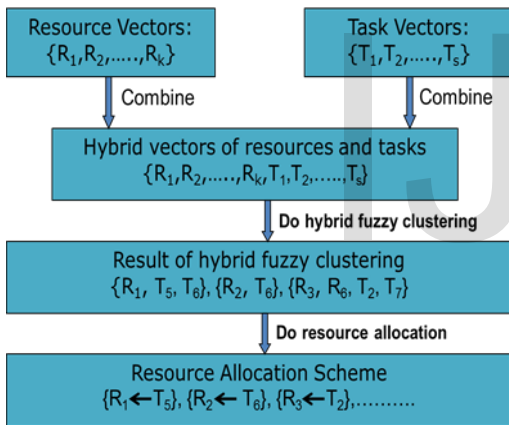 Resource Vectors:
{R₁,R₂,.....,Rₖ}
Task Vectors:
{T₁,T₂,.....,Tₛ}
Combine
Combine
Hybrid vectors of resources and tasks
{R₁,R₂,.....,Rₖ,T₁,T₂,.....,Tₛ}
Do hybrid fuzzy clustering
Result of hybrid fuzzy clustering
{R₁, T₅, T₆},{R₂, T₆},{R₃, R₆, T₂, T₇}
Do resource allocation
Resource Allocation Scheme
{R₁←T₅}, {R₂← T₆}, {R₃←T₂},..........
IJ